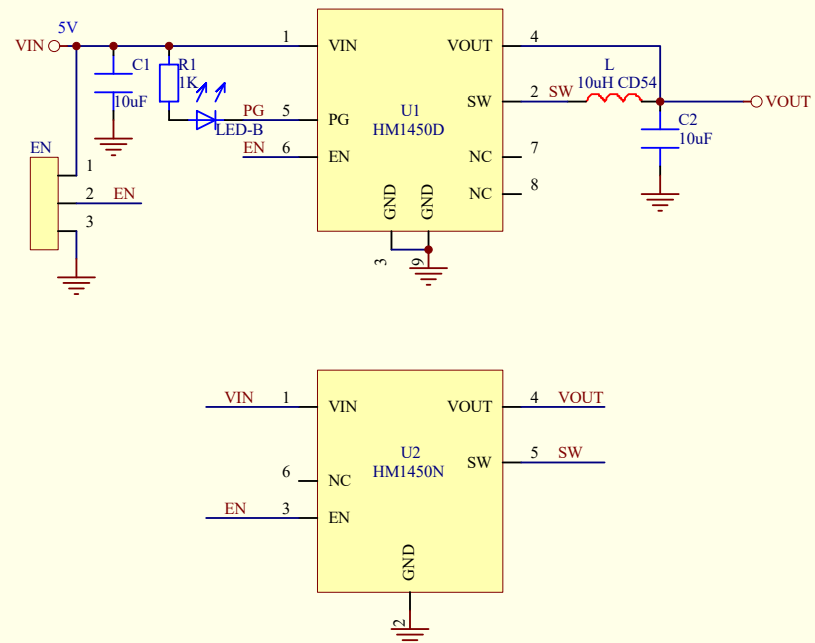 5V
VIN
C1
10uF
R1
1K
LED-B
PG
EN
1
5
6
VIN
PG
EN
U1
HM1450D
VOUT
SW
NC
NC
GND
GND
3
9
4
2
SW
7
8
L
10uH CD54
VOUT
C2
10uF
EN
1
2
EN
3
VIN
1
6
EN
3
VIN
NC
EN
U2
HM1450N
VOUT
SW
GND
2
4
VOUT
5
SW